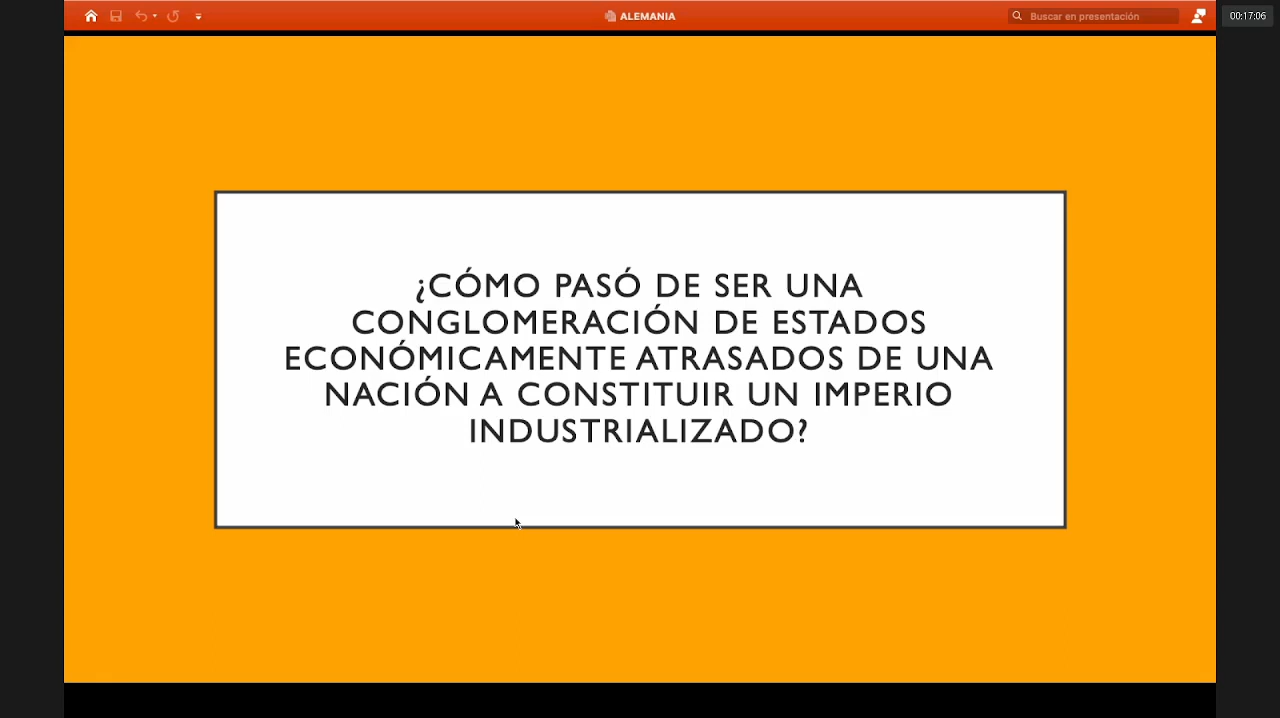 ALEMANIA
Buscar en presentación
00:17:06
¿CÓMO PASÓ DE SER UNA
CONGLOMERACIÓN DE ESTADOS
ECONÓMICAMENTE ATRASADOS DE UNA
NACIÓN A CONSTITUIR UN IMPERIO
INDUSTRIALIZADO?